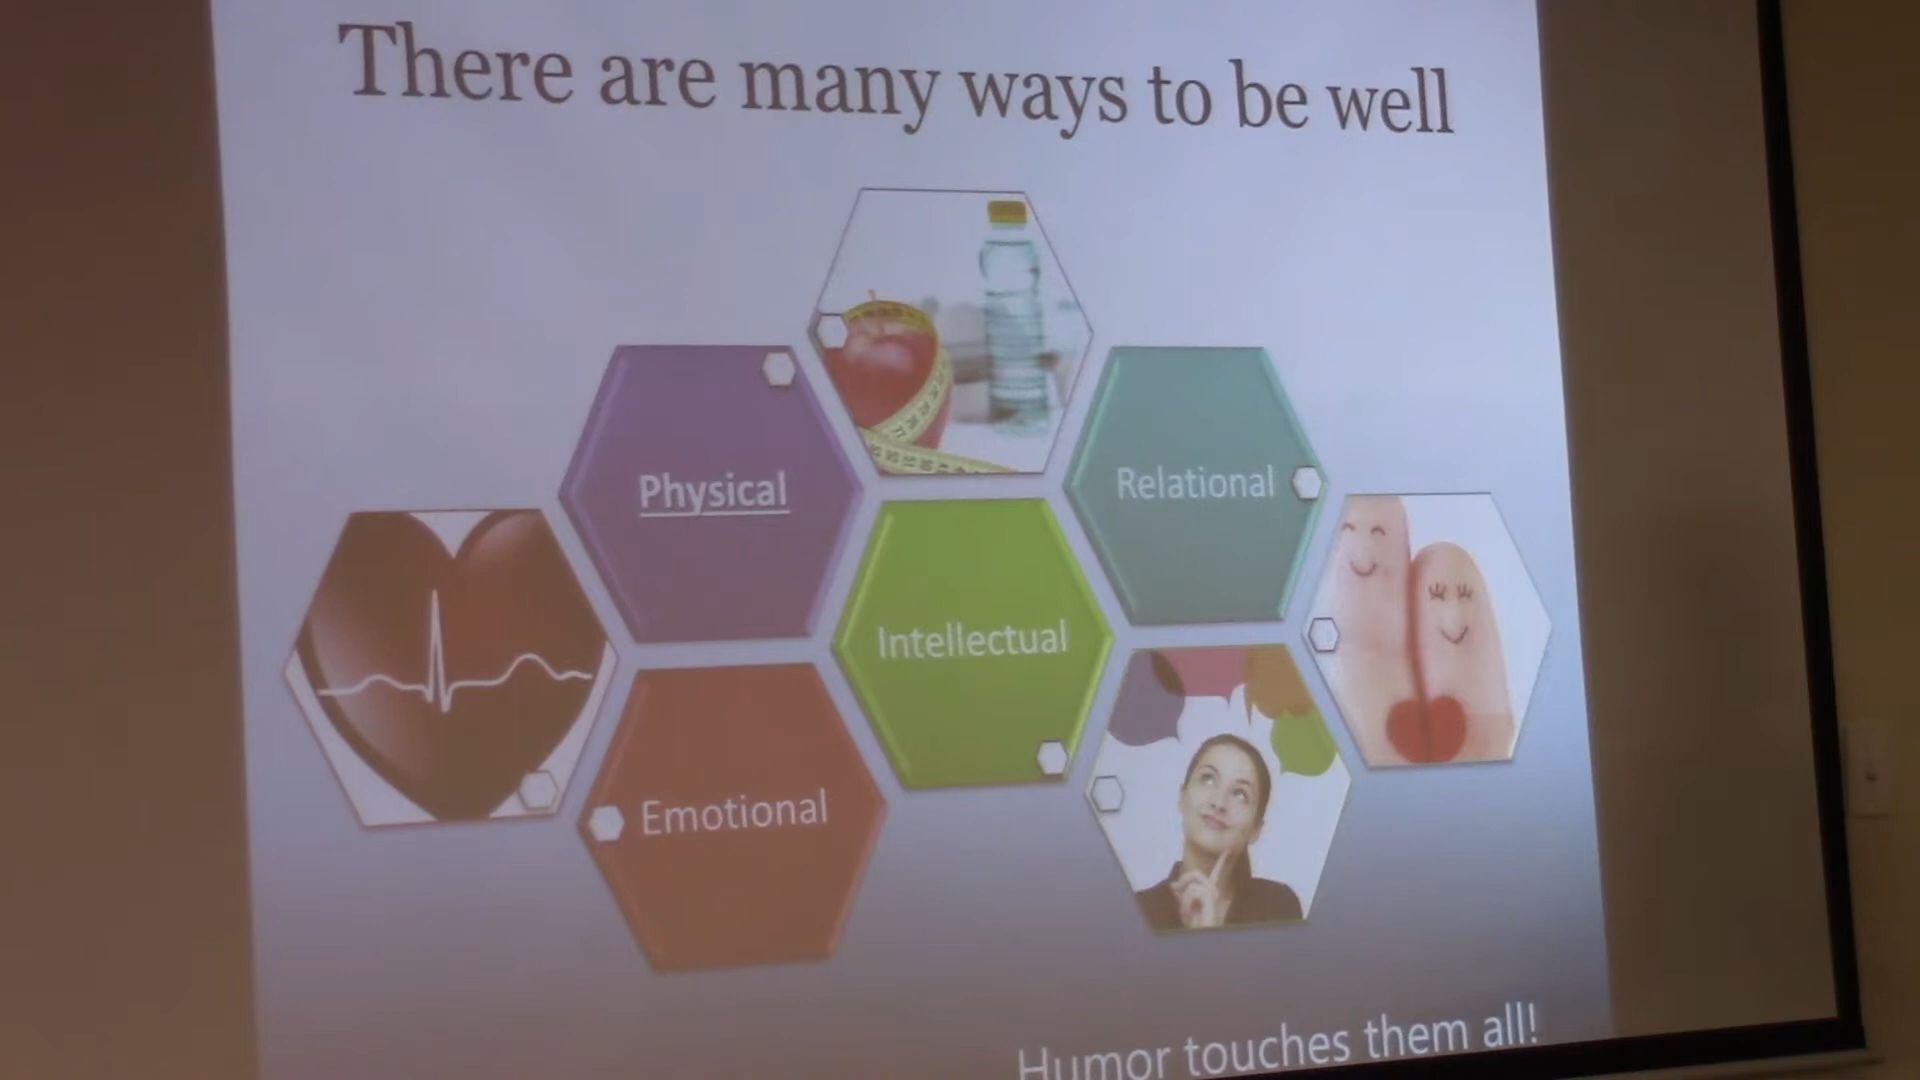 There are many ways to be well
Physical
Relational
Intellectual
Emotional
Humor touches them all!